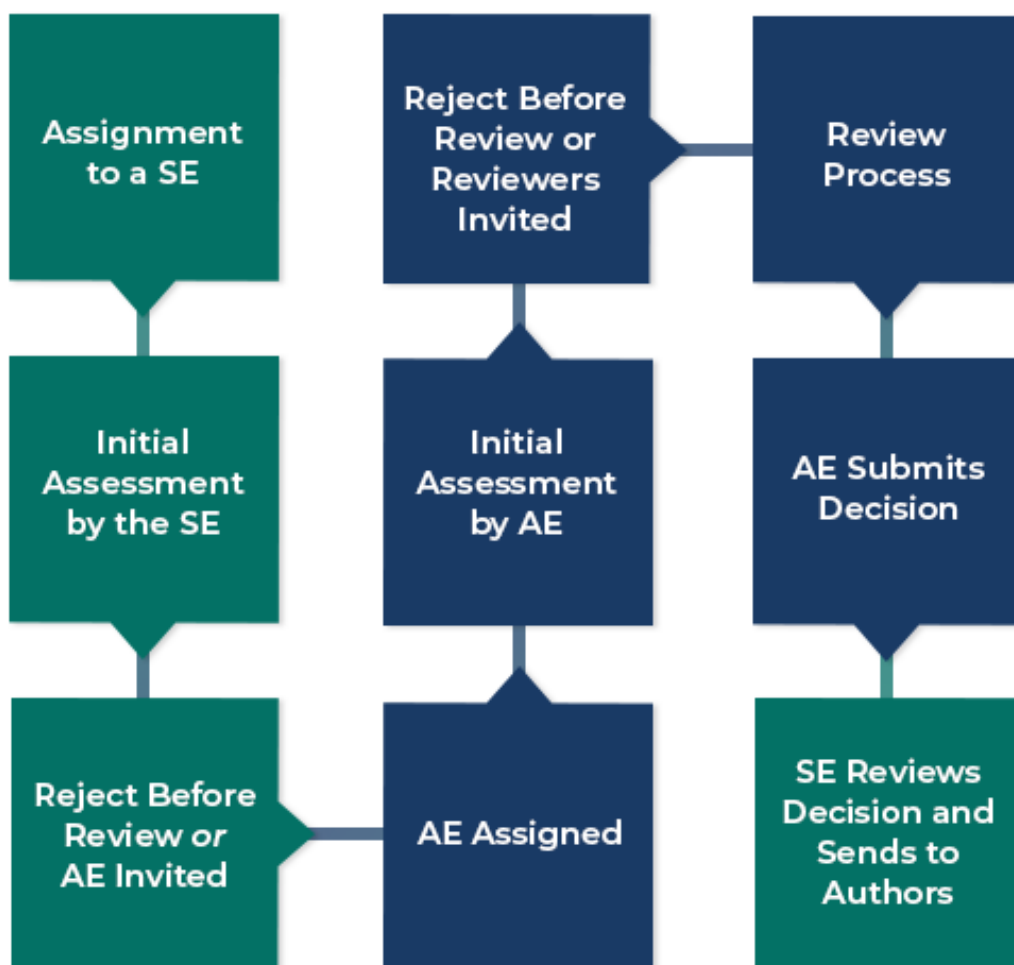 Assignment
to a SE
Initial
Assessment
by the SE
Reject Before
Review or
AE Invited
AE Assigned
Initial
Assessment
by AE
Reject Before
Review or
Reviewers
Invited
Review
Process
AE Submits
Decision
SE Reviews
Decision and
Sends to
Authors